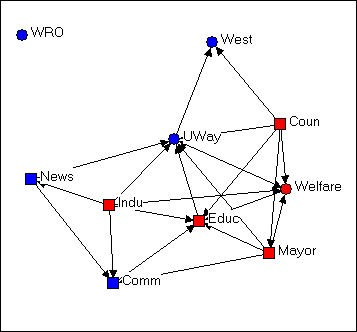 WRO
West
Coun
UWay
News
Welfare
Indu
Educ
Mayor
Comm